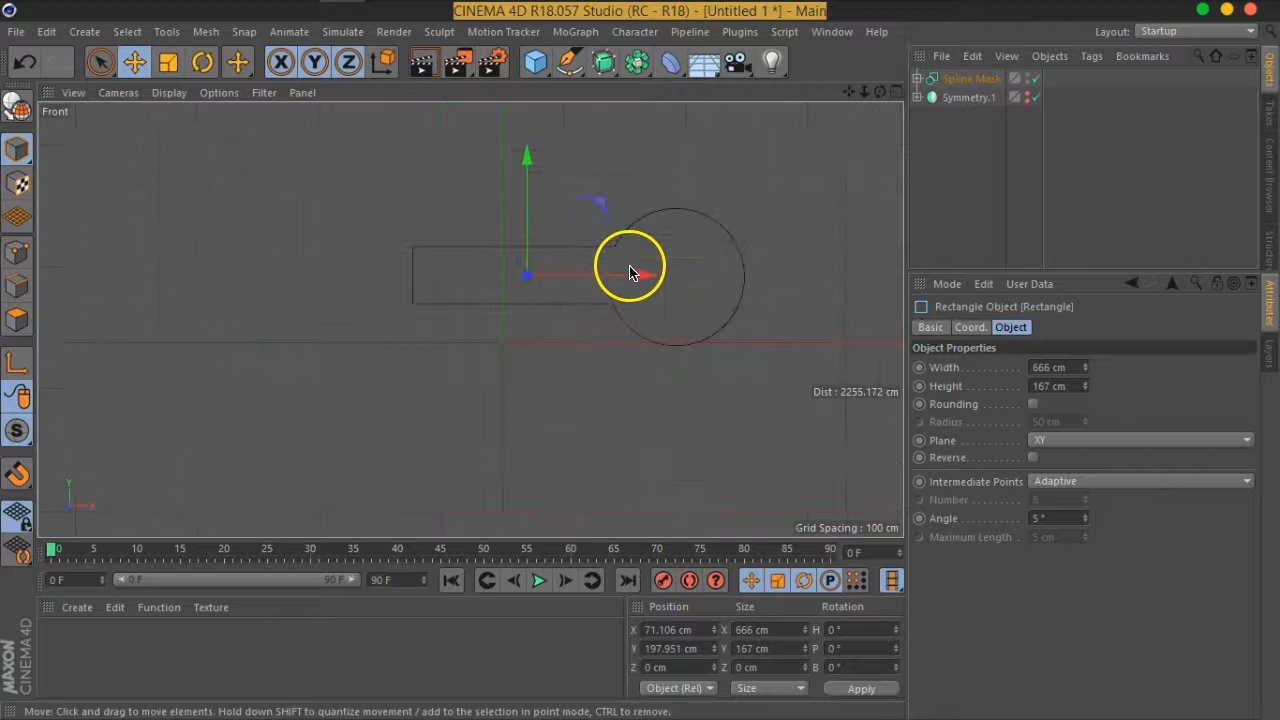 CINEMA 4D R18.057 Studio (RC - R18) - [Untitled 1 *] - Main
File Edit Create Select Tools Mesh Snap Animate Simulate Render Sculpt Motion Tracker MoGraph Character Pipeline Plugins Script Window Help Layout: Startup
X Y Z
File Edit View Objects Tags Bookmarks
View Cameras Display Options Filter Panel
Spline Mask
Symmetry.1
Front
Objects
Takes
Content Browser
Structure
Mode Edit User Data
Rectangle Object [Rectangle]
Basic Coord. Object
Object Properties
Width 666 cm
Height 167 cm
Rounding
Radius 50 cm
Plane XY
Reverse
Intermediate Points Adaptive
Number 8
Angle 5 °
Maximum Length 5 cm
Attributes
Layers
Dist : 2255.172 cm
Y
X
Grid Spacing : 100 cm
0 5 10 15 20 25 30 35 40 45 50 55 60 65 70 75 80 85 90 0 F
0 F 0 F 90 F 90 F
Create Edit Function Texture
Position Size Rotation
X 71.106 cm X 666 cm H 0 °
Y 197.951 cm Y 167 cm P 0 °
Z 0 cm Z 0 cm B 0 °
Object (Rel) Size Apply
MAXON CINEMA 4D
Move: Click and drag to move elements. Hold down SHIFT to quantize movement / add to the selection in point mode, CTRL to remove.